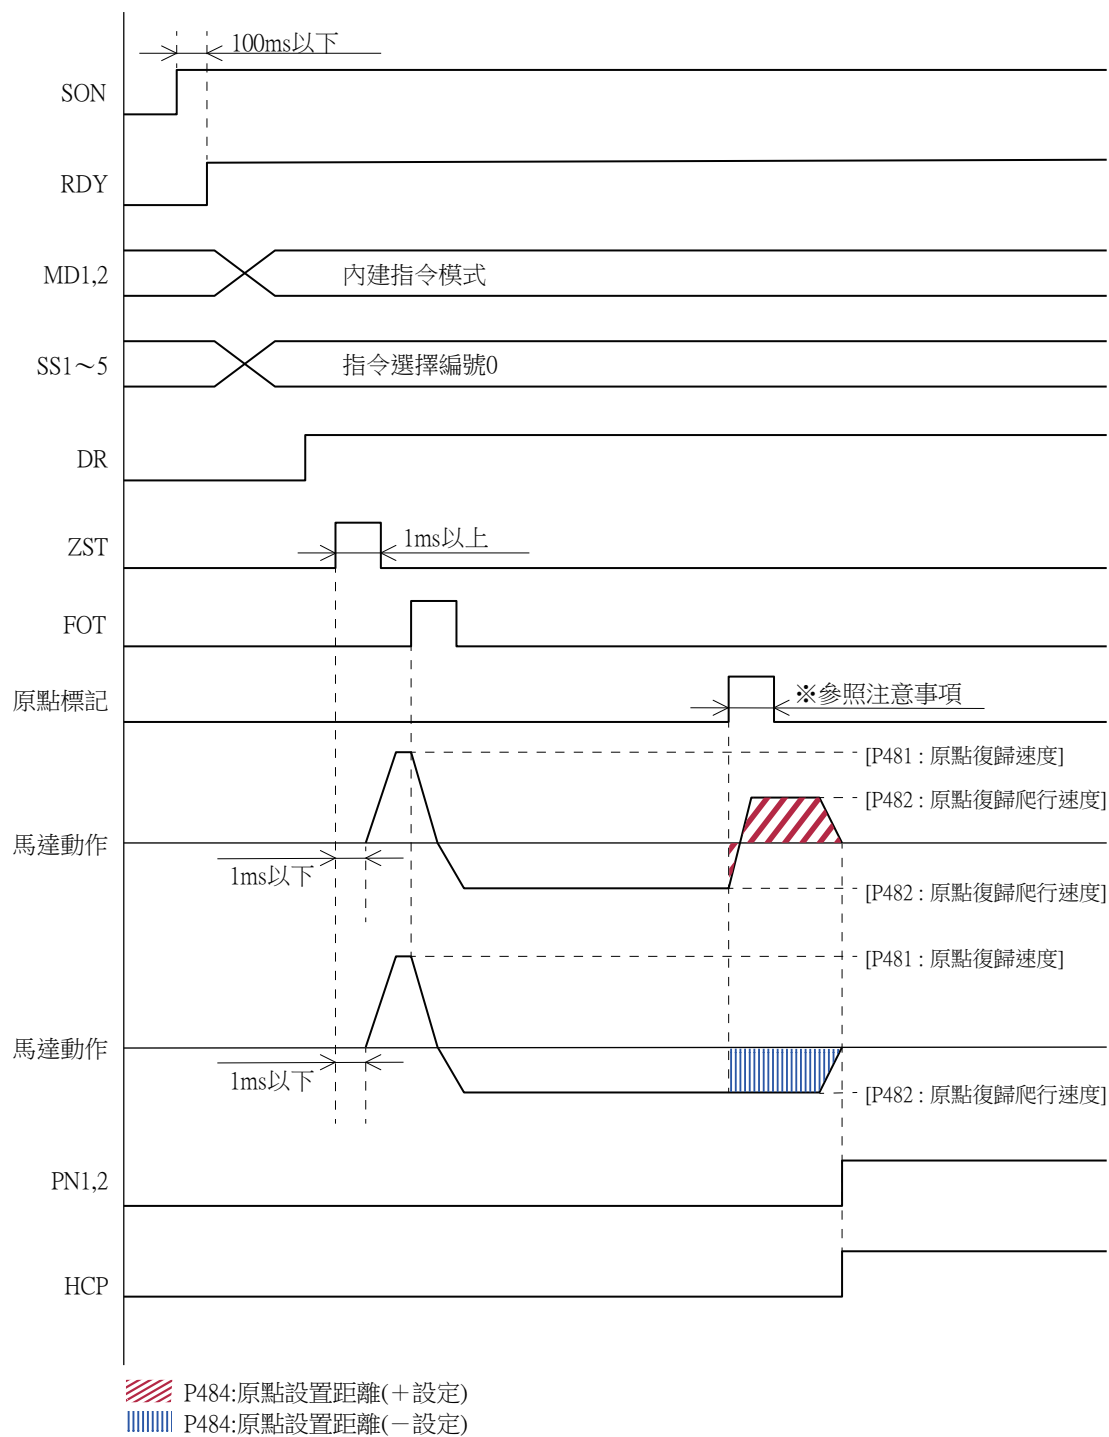 100ms以下
SON
RDY
MD1,2
內建指令模式
SS1～5
指令選擇編號0
DR
ZST
1ms以上
FOT
原點標記
※參照注意事項
[P481 : 原點復歸速度]
[P482 : 原點復歸爬行速度]
馬達動作
1ms以下
[P482 : 原點復歸爬行速度]
[P481 : 原點復歸速度]
馬達動作
1ms以下
[P482 : 原點復歸爬行速度]
PN1,2
HCP
P484:原點設置距離(＋設定)
P484:原點設置距離(－設定)